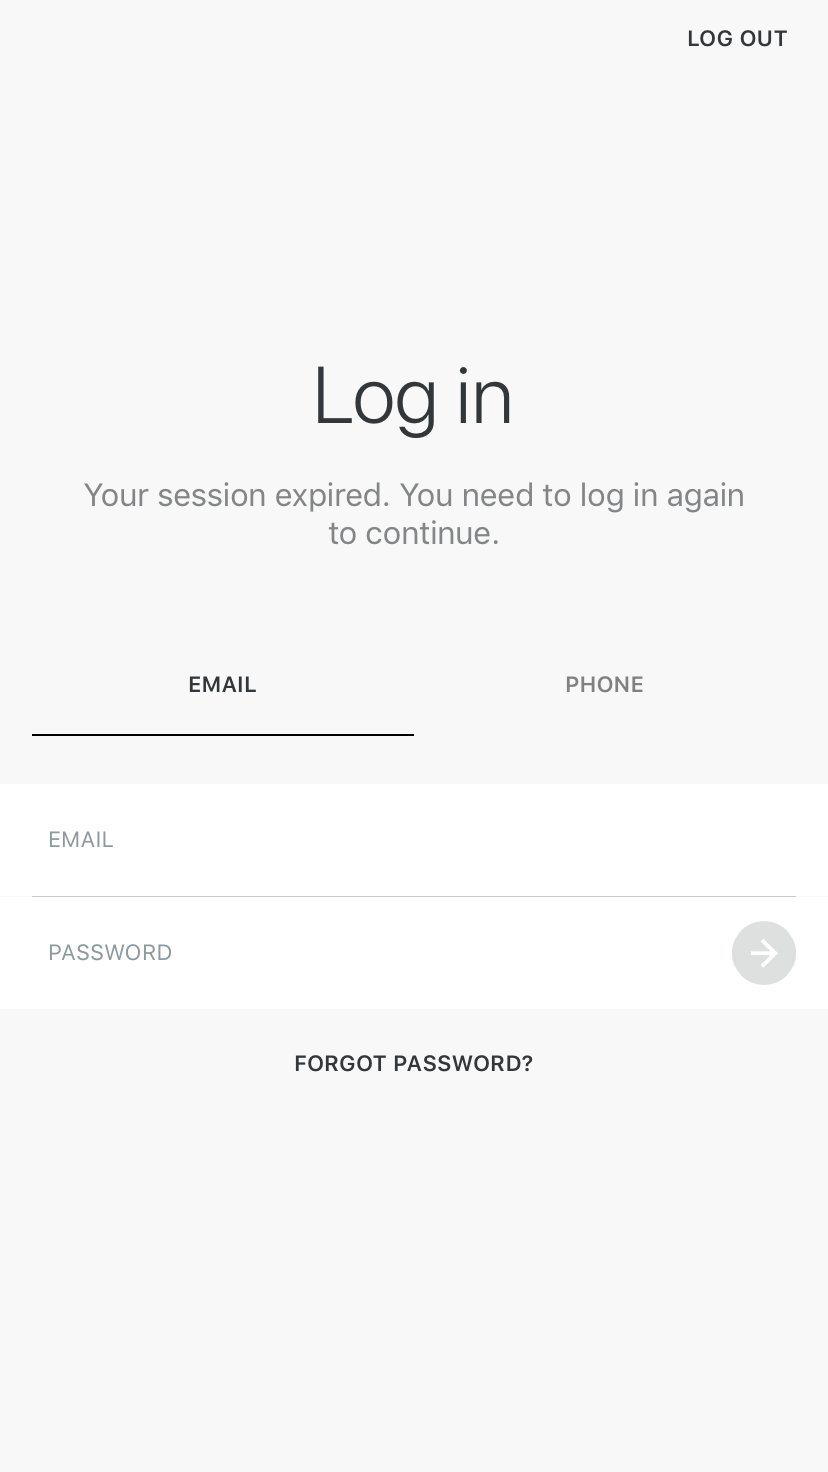 LOG OUT
Log in
Your session expired. You need to log in again
to continue.
EMAIL
PHONE
EMAIL
PASSWORD
FORGOT PASSWORD?